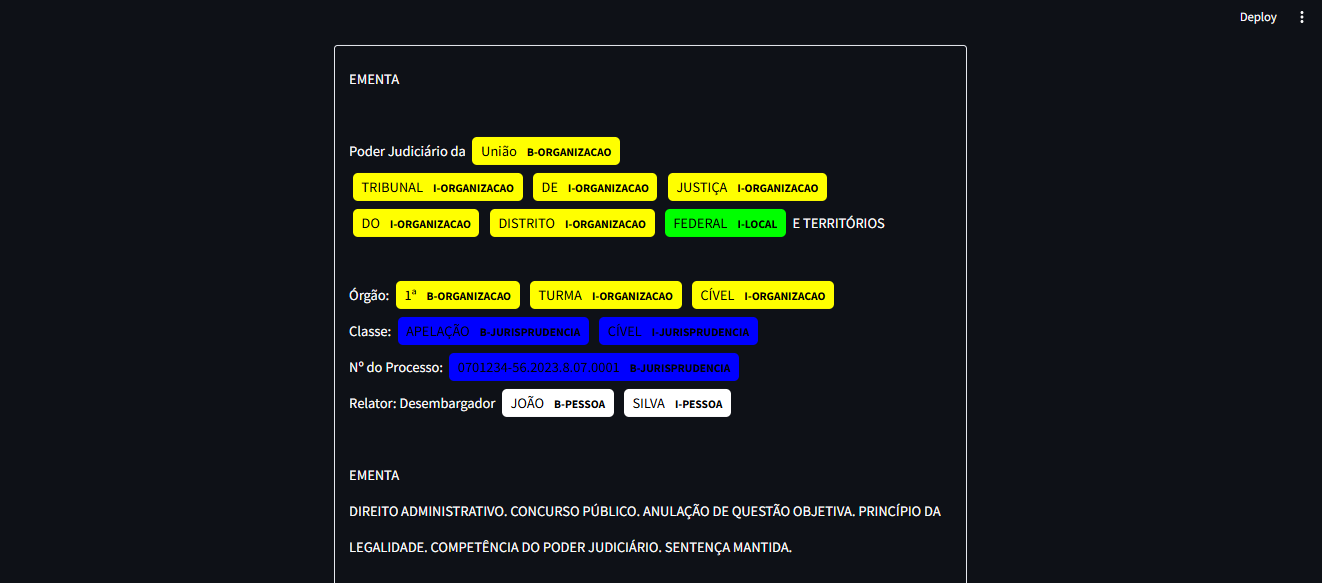 Deploy
EMENTA
Poder Judiciário da União B-ORGANIZACAO
TRIBUNAL I-ORGANIZACAO DE I-ORGANIZACAO JUSTIÇA I-ORGANIZACAO
DO I-ORGANIZACAO DISTRITO I-ORGANIZACAO FEDERAL I-LOCAL E TERRITÓRIOS
Órgão: 1ª B-ORGANIZACAO TURMA I-ORGANIZACAO CÍVEL I-ORGANIZACAO
Classe: APELAÇÃO B-JURISPRUDENCIA CÍVEL I-JURISPRUDENCIA
Nº do Processo: 0701234-56.2023.8.07.0001 B-JURISPRUDENCIA
Relator: Desembargador JOÃO B-PESSOA SILVA I-PESSOA
EMENTA
DIREITO ADMINISTRATIVO. CONCURSO PÚBLICO. ANULAÇÃO DE QUESTÃO OBJETIVA. PRINCÍPIO DA
LEGALIDADE. COMPETÊNCIA DO PODER JUDICIÁRIO. SENTENÇA MANTIDA.